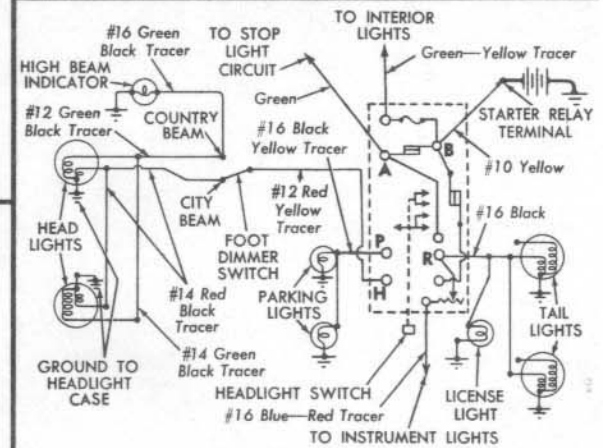 #16 Green
Black Tracer
HIGH BEAM
INDICATOR
#12 Green
Black Tracer
COUNTRY
BEAM
TO STOP
LIGHT
CIRCUIT
Green
TO INTERIOR
LIGHTS
Green—Yellow Tracer
STARTER RELAY
TERMINAL
#10 Yellow
#16 Black
Yellow Tracer
#12 Red
Yellow
Tracer
#16 Black
A
B
P
R
H
CITY
BEAM
FOOT
DIMMER
SWITCH
HEAD
LIGHTS
#14 Red
Black
Tracer
#14 Green
Black Tracer
GROUND TO
HEADLIGHT
CASE
PARKING
LIGHTS
HEADLIGHT SWITCH
#16 Blue—Red Tracer
TO INSTRUMENT LIGHTS
LICENSE
LIGHT
TAIL
LIGHTS